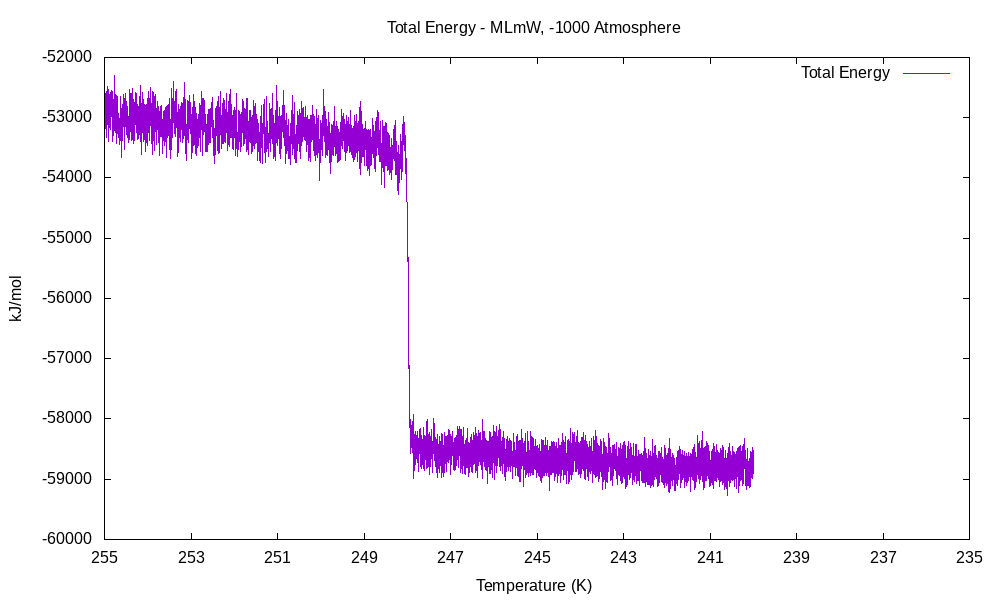 Total Energy - MLmW, -1000 Atmosphere
Total Energy
-52000
-53000
-54000
-55000
-56000
-57000
-58000
-59000
-60000
kJ/mol
255 253 251 249 247 245 243 241 239 237 235
Temperature (K)